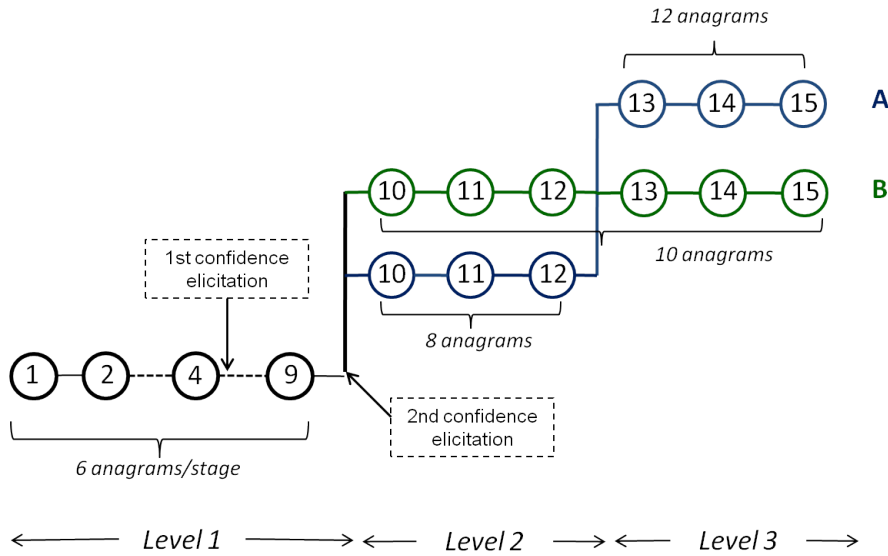 12 anagrams
13 14 15 A
10 11 12 13 14 15 B
10 anagrams
1st confidence
elicitation
10 11 12
8 anagrams
1 2 4 9
2nd confidence
elicitation
6 anagrams/stage
Level 1 Level 2 Level 3